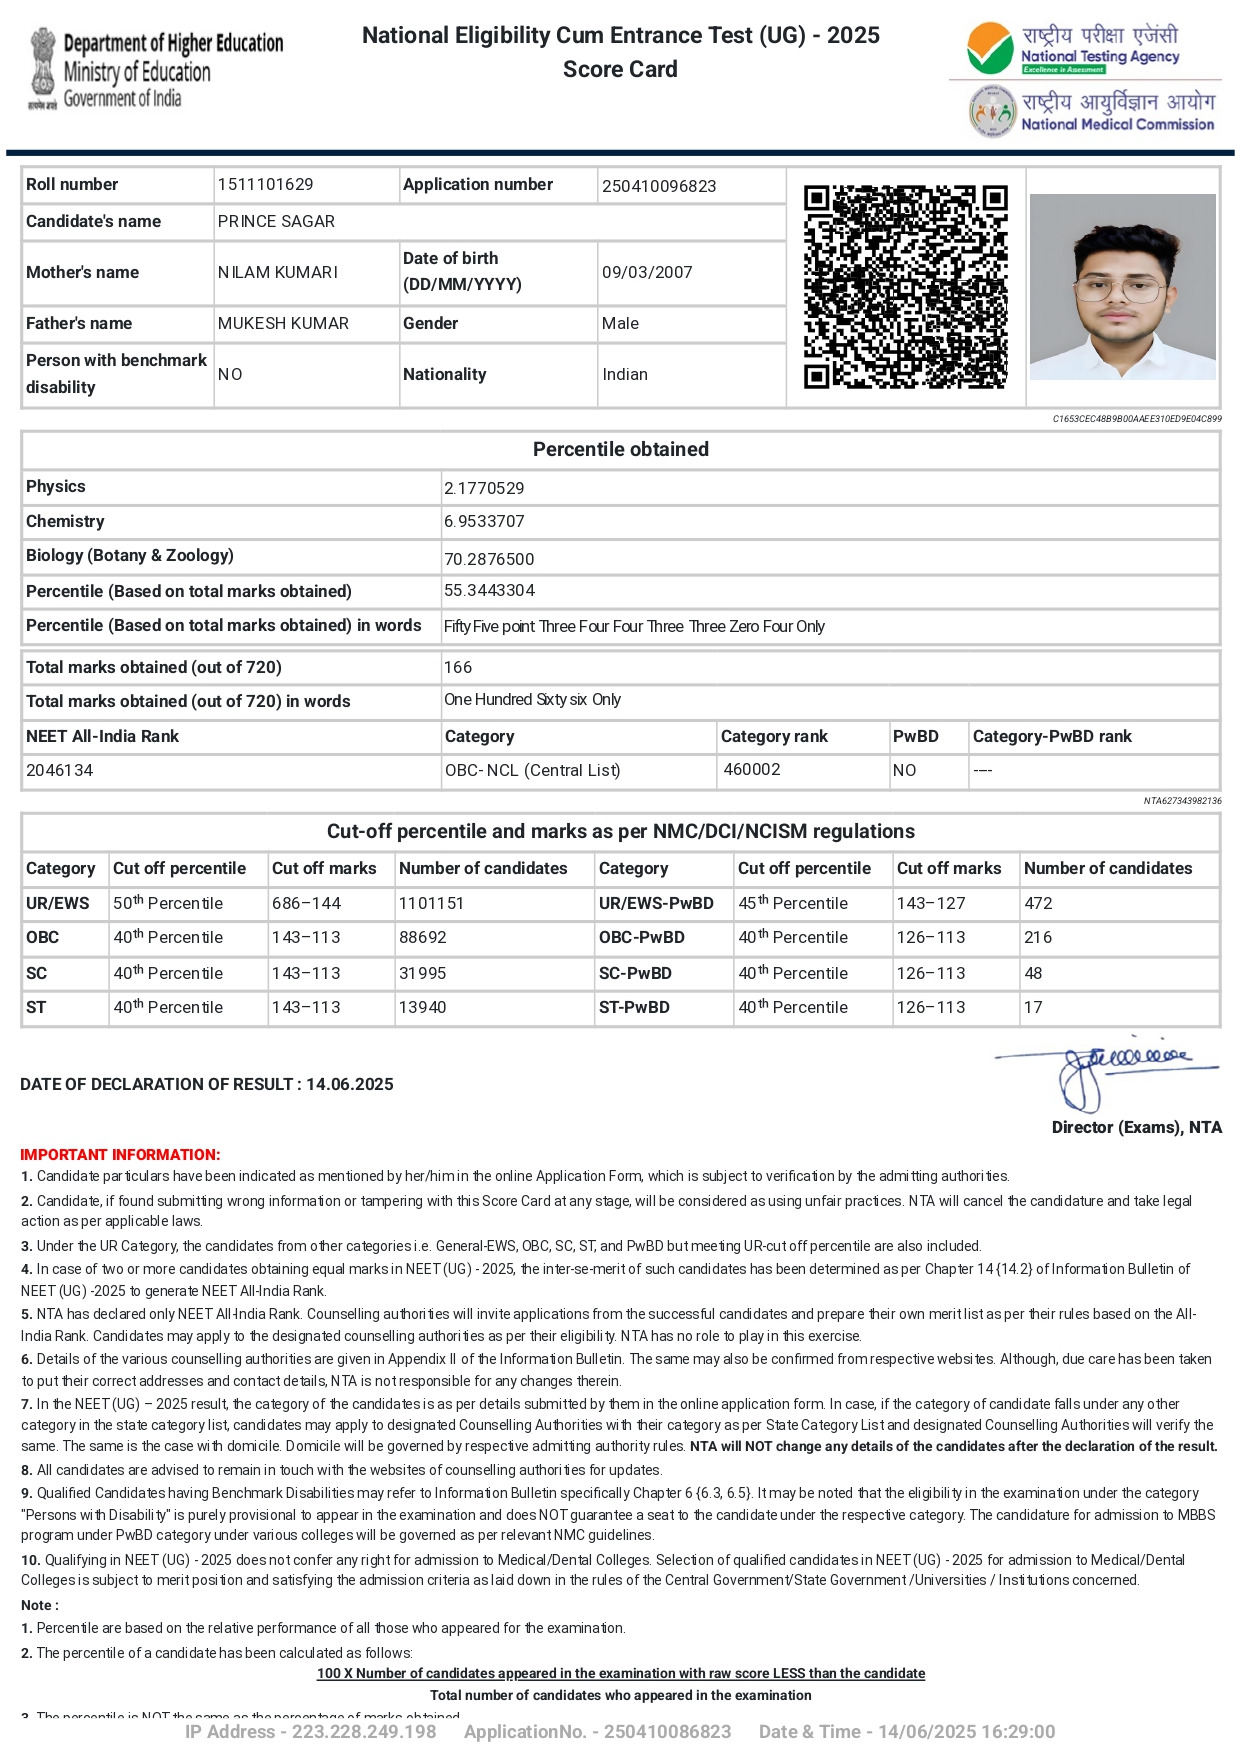 Department of Higher Education
Ministry of Education
Government of India
सत्यमेव जयते
National Eligibility Cum Entrance Test (UG) - 2025
Score Card
राष्ट्रीय परीक्षा एजेंसी
National Testing Agency
Excellence in Assessment
राष्ट्रीय आयुर्विज्ञान आयोग
National Medical Commission
Roll number 1511101629 Application number 250410096823
Candidate's name PRINCE SAGAR
Mother's name NILAM KUMARI Date of birth (DD/MM/YYYY) 09/03/2007
Father's name MUKESH KUMAR Gender Male
Person with benchmark disability NO Nationality Indian
C1653CEC48B9B00AAEE310ED9E04C899
Percentile obtained
Physics 2.1770529
Chemistry 6.9533707
Biology (Botany & Zoology) 70.2876500
Percentile (Based on total marks obtained) 55.3443304
Percentile (Based on total marks obtained) in words Fifty Five point Three Four Four Three Three Zero Four Only
Total marks obtained (out of 720) 166
Total marks obtained (out of 720) in words One Hundred Sixty six Only
NEET All-India Rank Category Category rank PwBD Category-PwBD rank
2046134 OBC- NCL (Central List) 460002 NO ----
NTA627343982136
Cut-off percentile and marks as per NMC/DCI/NCISM regulations
Category Cut off percentile Cut off marks Number of candidates Category Cut off percentile Cut off marks Number of candidates
UR/EWS 50th Percentile 686–144 1101151 UR/EWS-PwBD 45th Percentile 143–127 472
OBC 40th Percentile 143–113 88692 OBC-PwBD 40th Percentile 126–113 216
SC 40th Percentile 143–113 31995 SC-PwBD 40th Percentile 126–113 48
ST 40th Percentile 143–113 13940 ST-PwBD 40th Percentile 126–113 17
DATE OF DECLARATION OF RESULT : 14.06.2025
Director (Exams), NTA
IMPORTANT INFORMATION:
1. Candidate particulars have been indicated as mentioned by her/him in the online Application Form, which is subject to verification by the admitting authorities.
2. Candidate, if found submitting wrong information or tampering with this Score Card at any stage, will be considered as using unfair practices. NTA will cancel the candidature and take legal
action as per applicable laws.
3. Under the UR Category, the candidates from other categories i.e. General-EWS, OBC, SC, ST, and PwBD but meeting UR-cut off percentile are also included.
4. In case of two or more candidates obtaining equal marks in NEET (UG) - 2025, the inter-se-merit of such candidates has been determined as per Chapter 14 {14.2} of Information Bulletin of
NEET (UG) -2025 to generate NEET All-India Rank.
5. NTA has declared only NEET All-India Rank. Counselling authorities will invite applications from the successful candidates and prepare their own merit list as per their rules based on the All-
India Rank. Candidates may apply to the designated counselling authorities as per their eligibility. NTA has no role to play in this exercise.
6. Details of the various counselling authorities are given in Appendix II of the Information Bulletin. The same may also be confirmed from respective websites. Although, due care has been taken
to put their correct addresses and contact details, NTA is not responsible for any changes therein.
7. In the NEET (UG) – 2025 result, the category of the candidates is as per details submitted by them in the online application form. In case, if the category of candidate falls under any other
category in the state category list, candidates may apply to designated Counselling Authorities with their category as per State Category List and designated Counselling Authorities will verify the
same. The same is the case with domicile. Domicile will be governed by respective admitting authority rules. NTA will NOT change any details of the candidates after the declaration of the result.
8. All candidates are advised to remain in touch with the websites of counselling authorities for updates.
9. Qualified Candidates having Benchmark Disabilities may refer to Information Bulletin specifically Chapter 6 {6.3, 6.5}. It may be noted that the eligibility in the examination under the category
"Persons with Disability" is purely provisional to appear in the examination and does NOT guarantee a seat to the candidate under the respective category. The candidature for admission to MBBS
program under PwBD category under various colleges will be governed as per relevant NMC guidelines.
10. Qualifying in NEET (UG) - 2025 does not confer any right for admission to Medical/Dental Colleges. Selection of qualified candidates in NEET (UG) - 2025 for admission to Medical/Dental
Colleges is subject to merit position and satisfying the admission criteria as laid down in the rules of the Central Government/State Government /Universities / Institutions concerned.
Note :
1. Percentile are based on the relative performance of all those who appeared for the examination.
2. The percentile of a candidate has been calculated as follows:
100 X Number of candidates appeared in the examination with raw score LESS than the candidate
Total number of candidates who appeared in the examination
3. The percentile is NOT the same as the percentage of marks obtained
IP Address - 223.228.249.198 ApplicationNo. - 250410086823 Date & Time - 14/06/2025 16:29:00